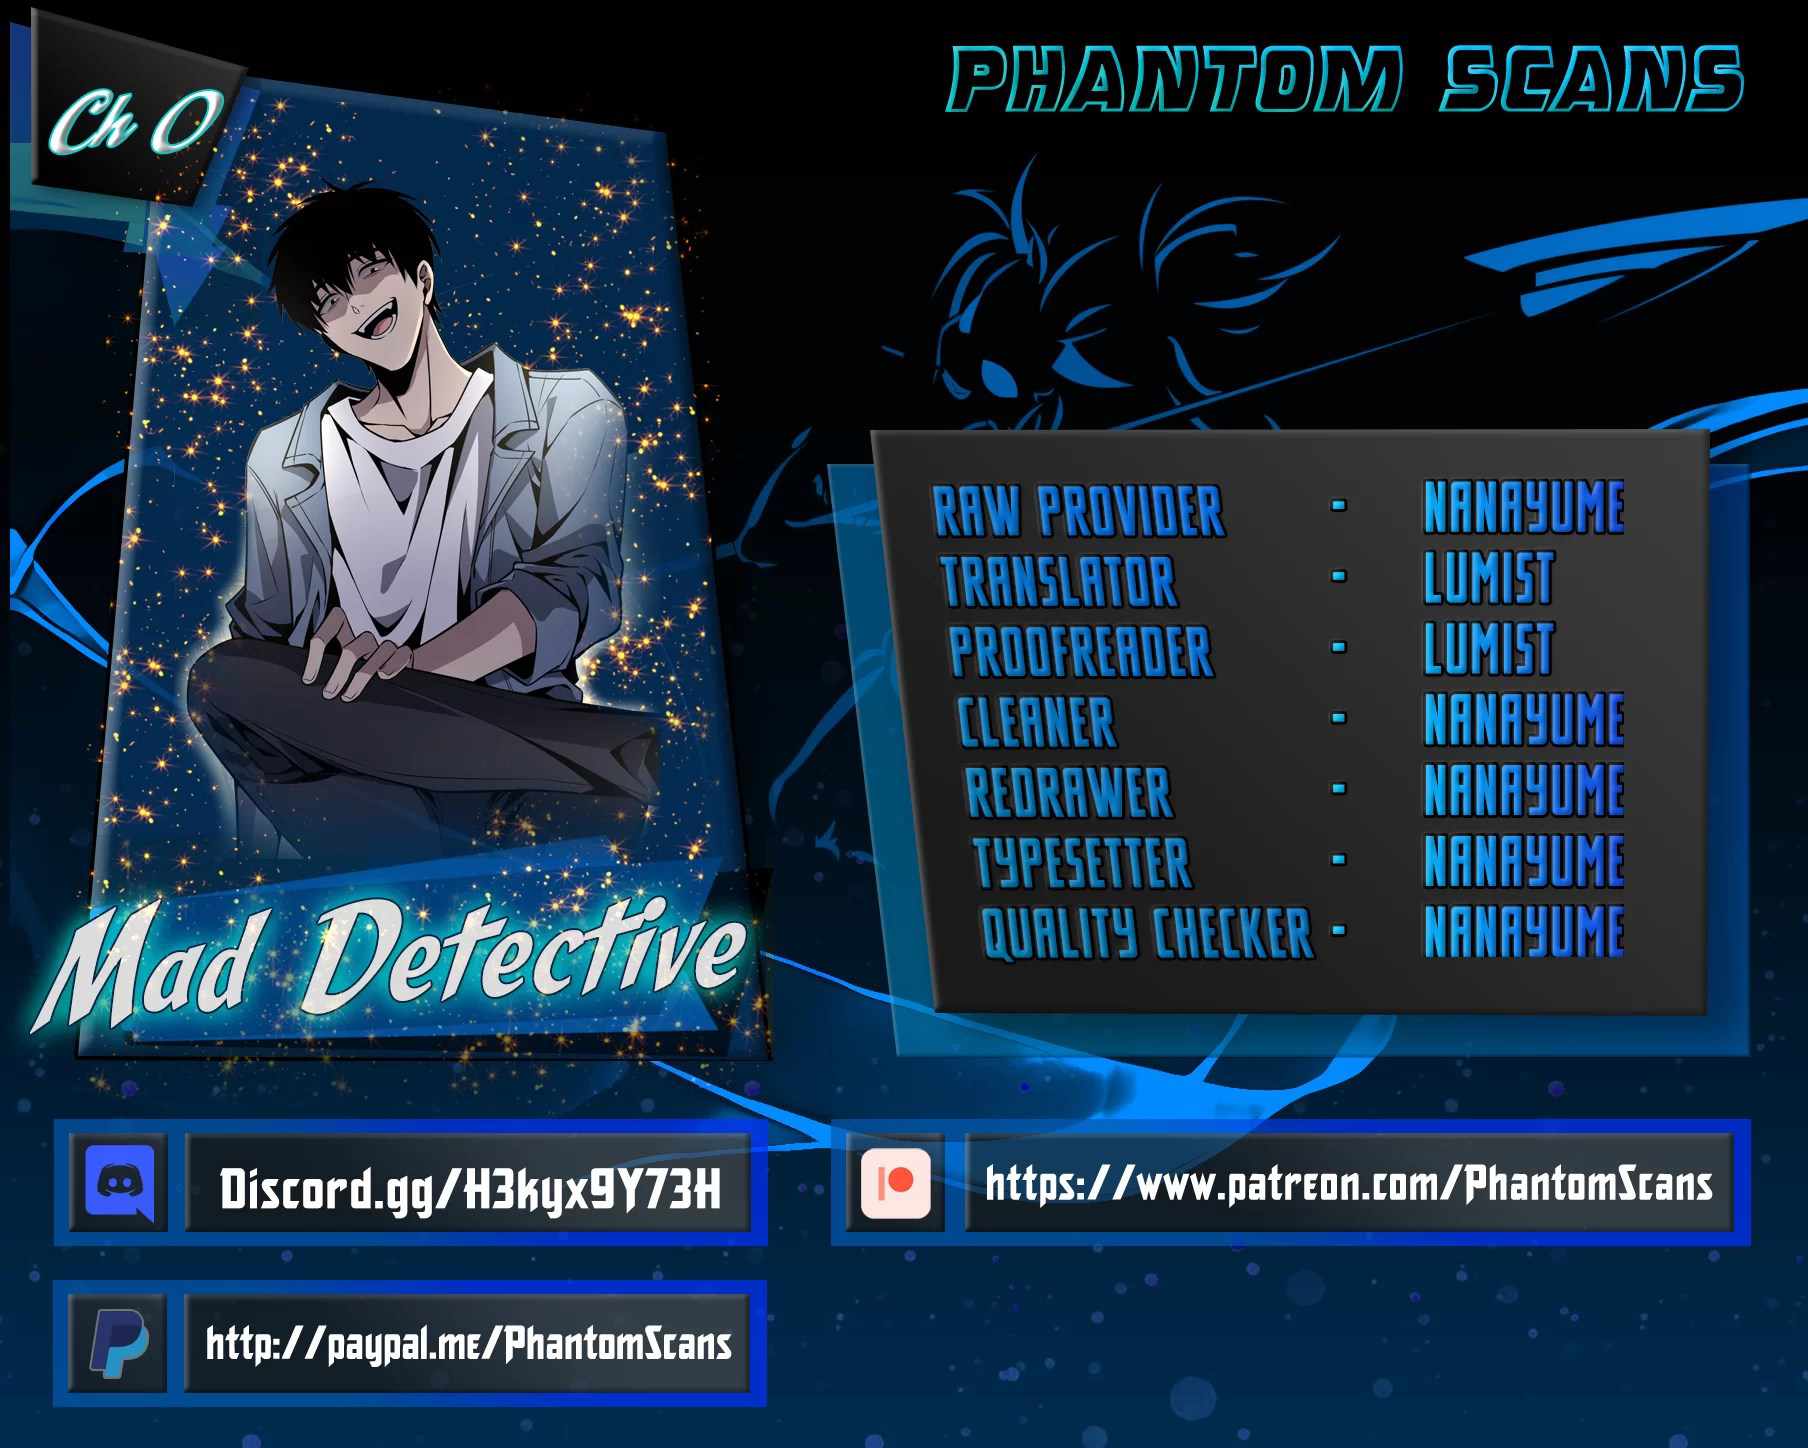 Ch 0
PHANTOM SCANS
RAW PROVIDER - NANAYUME
TRANSLATOR - LUMIST
PROOFREADER - LUMIST
CLEANER - NANAYUME
REDRAWER - NANAYUME
TYPESETTER - NANAYUME
QUALITY CHECKER - NANAYUME
Mad Detective
Discord.gg/H3kyx9Y73H
https://www.patreon.com/PhantomScans
http://paypal.me/PhantomScans